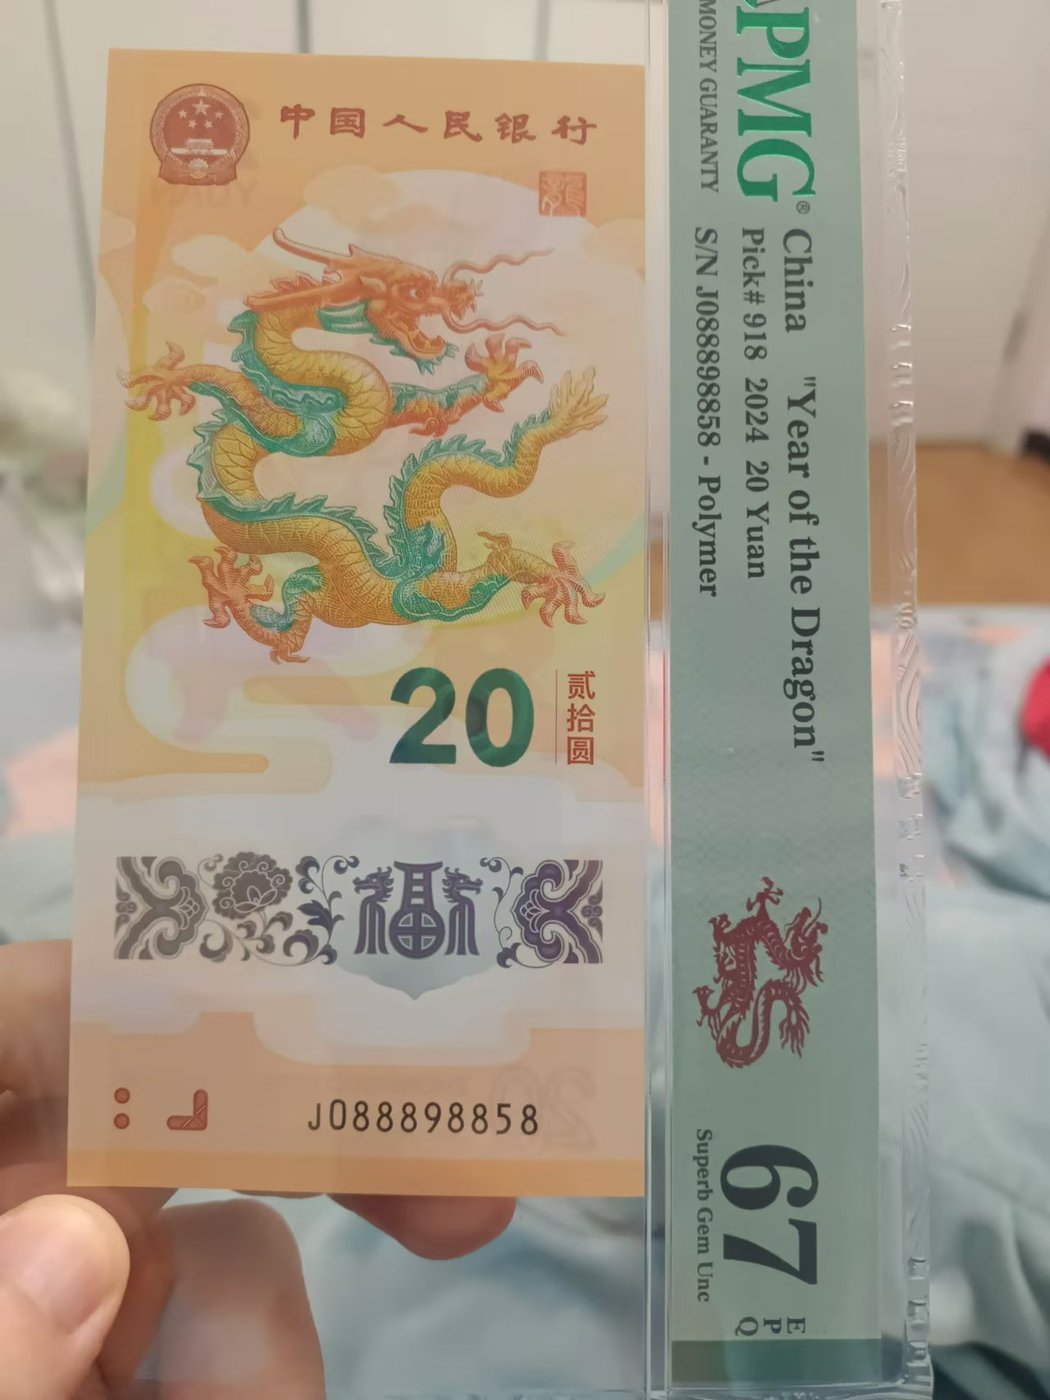 中国人民银行
20
贰拾圆
福
J088898858
PMG®
MONEY GUARANTY
China "Year of the Dragon"
Pick# 918 2024 20 Yuan
S/N J088898858 - Polymer
67
EPQ
Superb Gem Unc